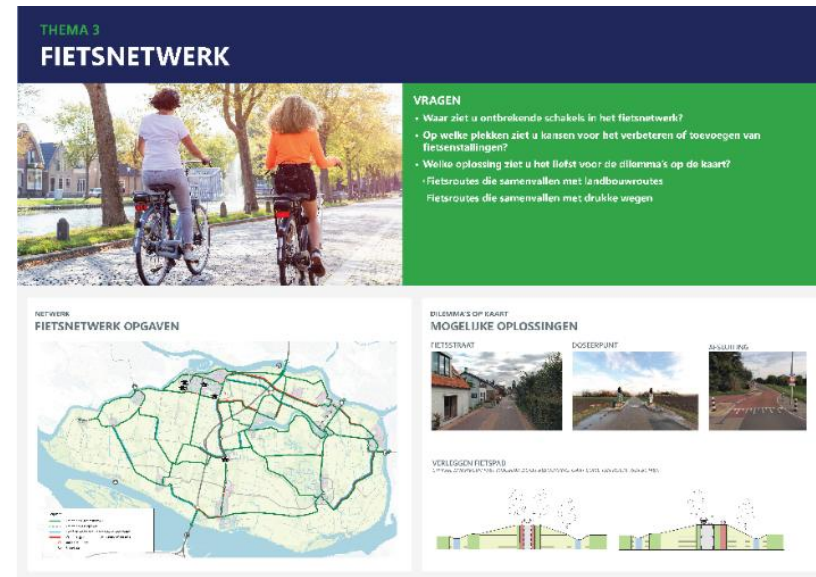 THEMA 3
FIETSNETWERK
VRAGEN
• Waar ziet u ontbrekende schakels in het fietsnetwerk?
• Op welke plekken ziet u kansen voor het verbeteren of toevoegen van
fietsenstallingen?
• Welke oplossing ziet u het liefst voor de dilemma's op de kaart?
•Fietsroutes die samenvallen met landbouwroutes
Fietsroutes die samenvallen met drukke wegen
NETWERK
FIETSNETWERK OPGAVEN
DILEMMA'S OP KAART
MOGELIJKE OPLOSSINGEN
FIETSSTRAAT
DOSEERPUNT
AFSLUITING
VERLEGGEN FIETSPAD